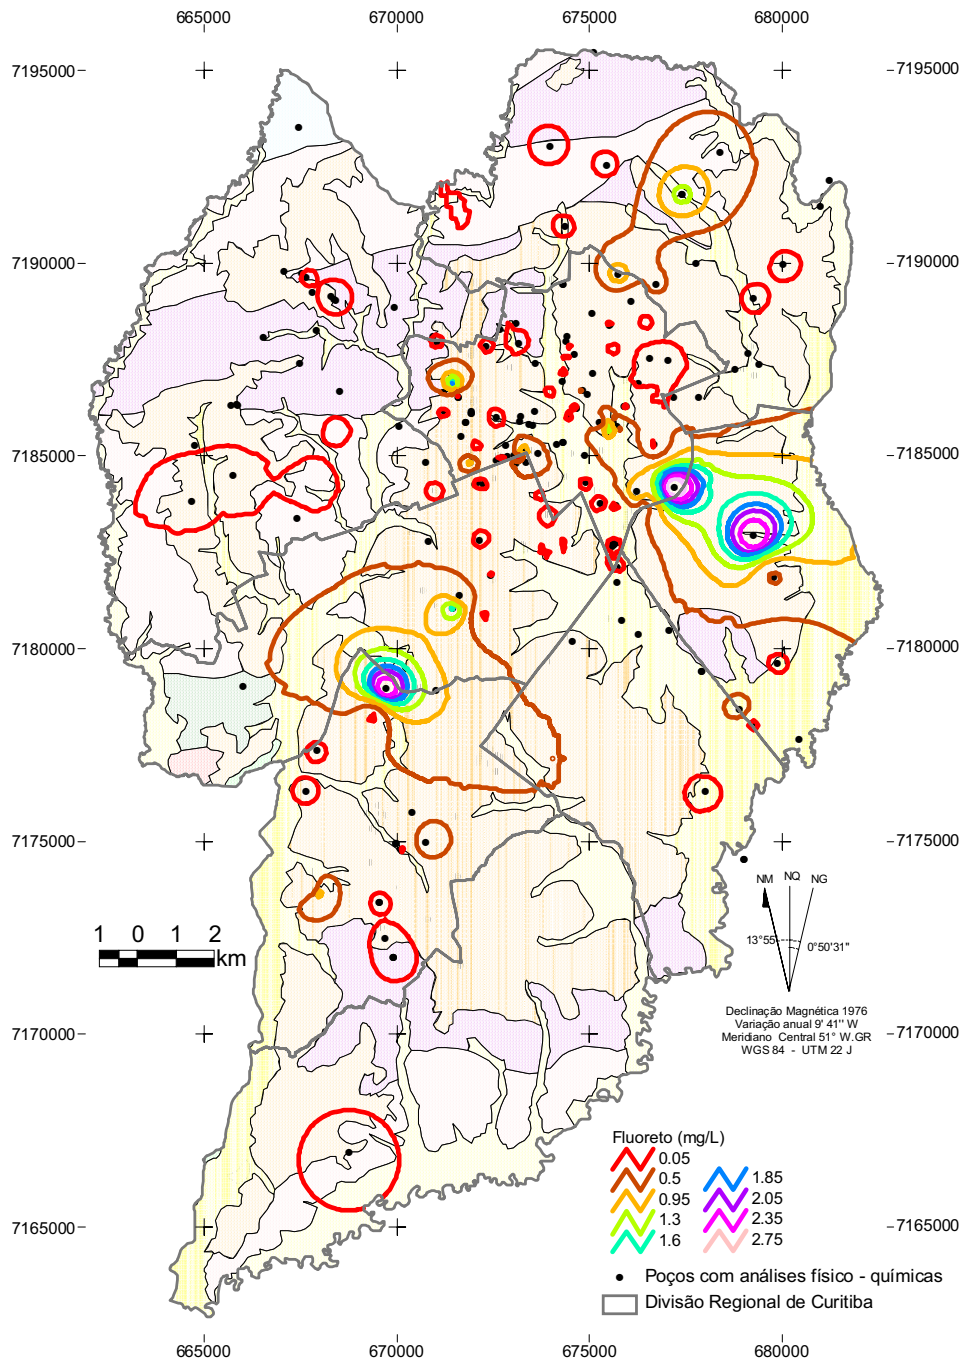 665000 670000 675000 680000
7195000 7195000
7190000 7190000
7185000 7185000
7180000 7180000
7175000 7175000
NM NQ NG
13°55' 0°50'31"
1 0 1 2
km
Declinação Magnética 1976
Variação anual 9' 41'' W
Meridiano Central 51° W.GR
WGS 84 - UTM 22 J
7170000 7170000
Fluoreto (mg/L)
0.05
0.5 1.85
0.95 2.05
1.3 2.35
1.6 2.75
7165000 7165000
Poços com análises físico - químicas
Divisão Regional de Curitiba
665000 670000 675000 680000